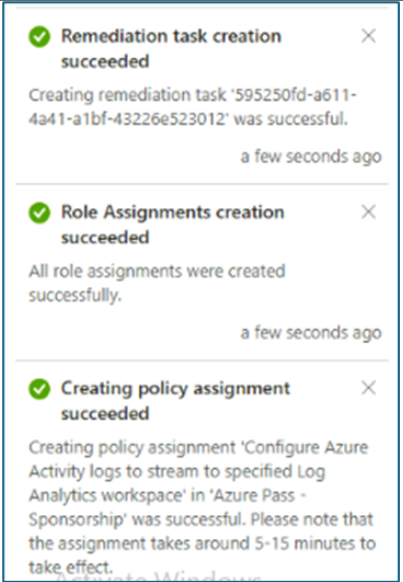 Remediation task creation
succeeded
Creating remediation task '595250fd-a611-
4a41-a1bf-43226e523012' was successful.
a few seconds ago
Role Assignments creation
succeeded
All role assignments were created
successfully.
a few seconds ago
Creating policy assignment
succeeded
Creating policy assignment 'Configure Azure
Activity logs to stream to specified Log
Analytics workspace' in 'Azure Pass -
Sponsorship' was successful. Please note that
the assignment takes around 5-15 minutes to
take effect.
Activate Windows